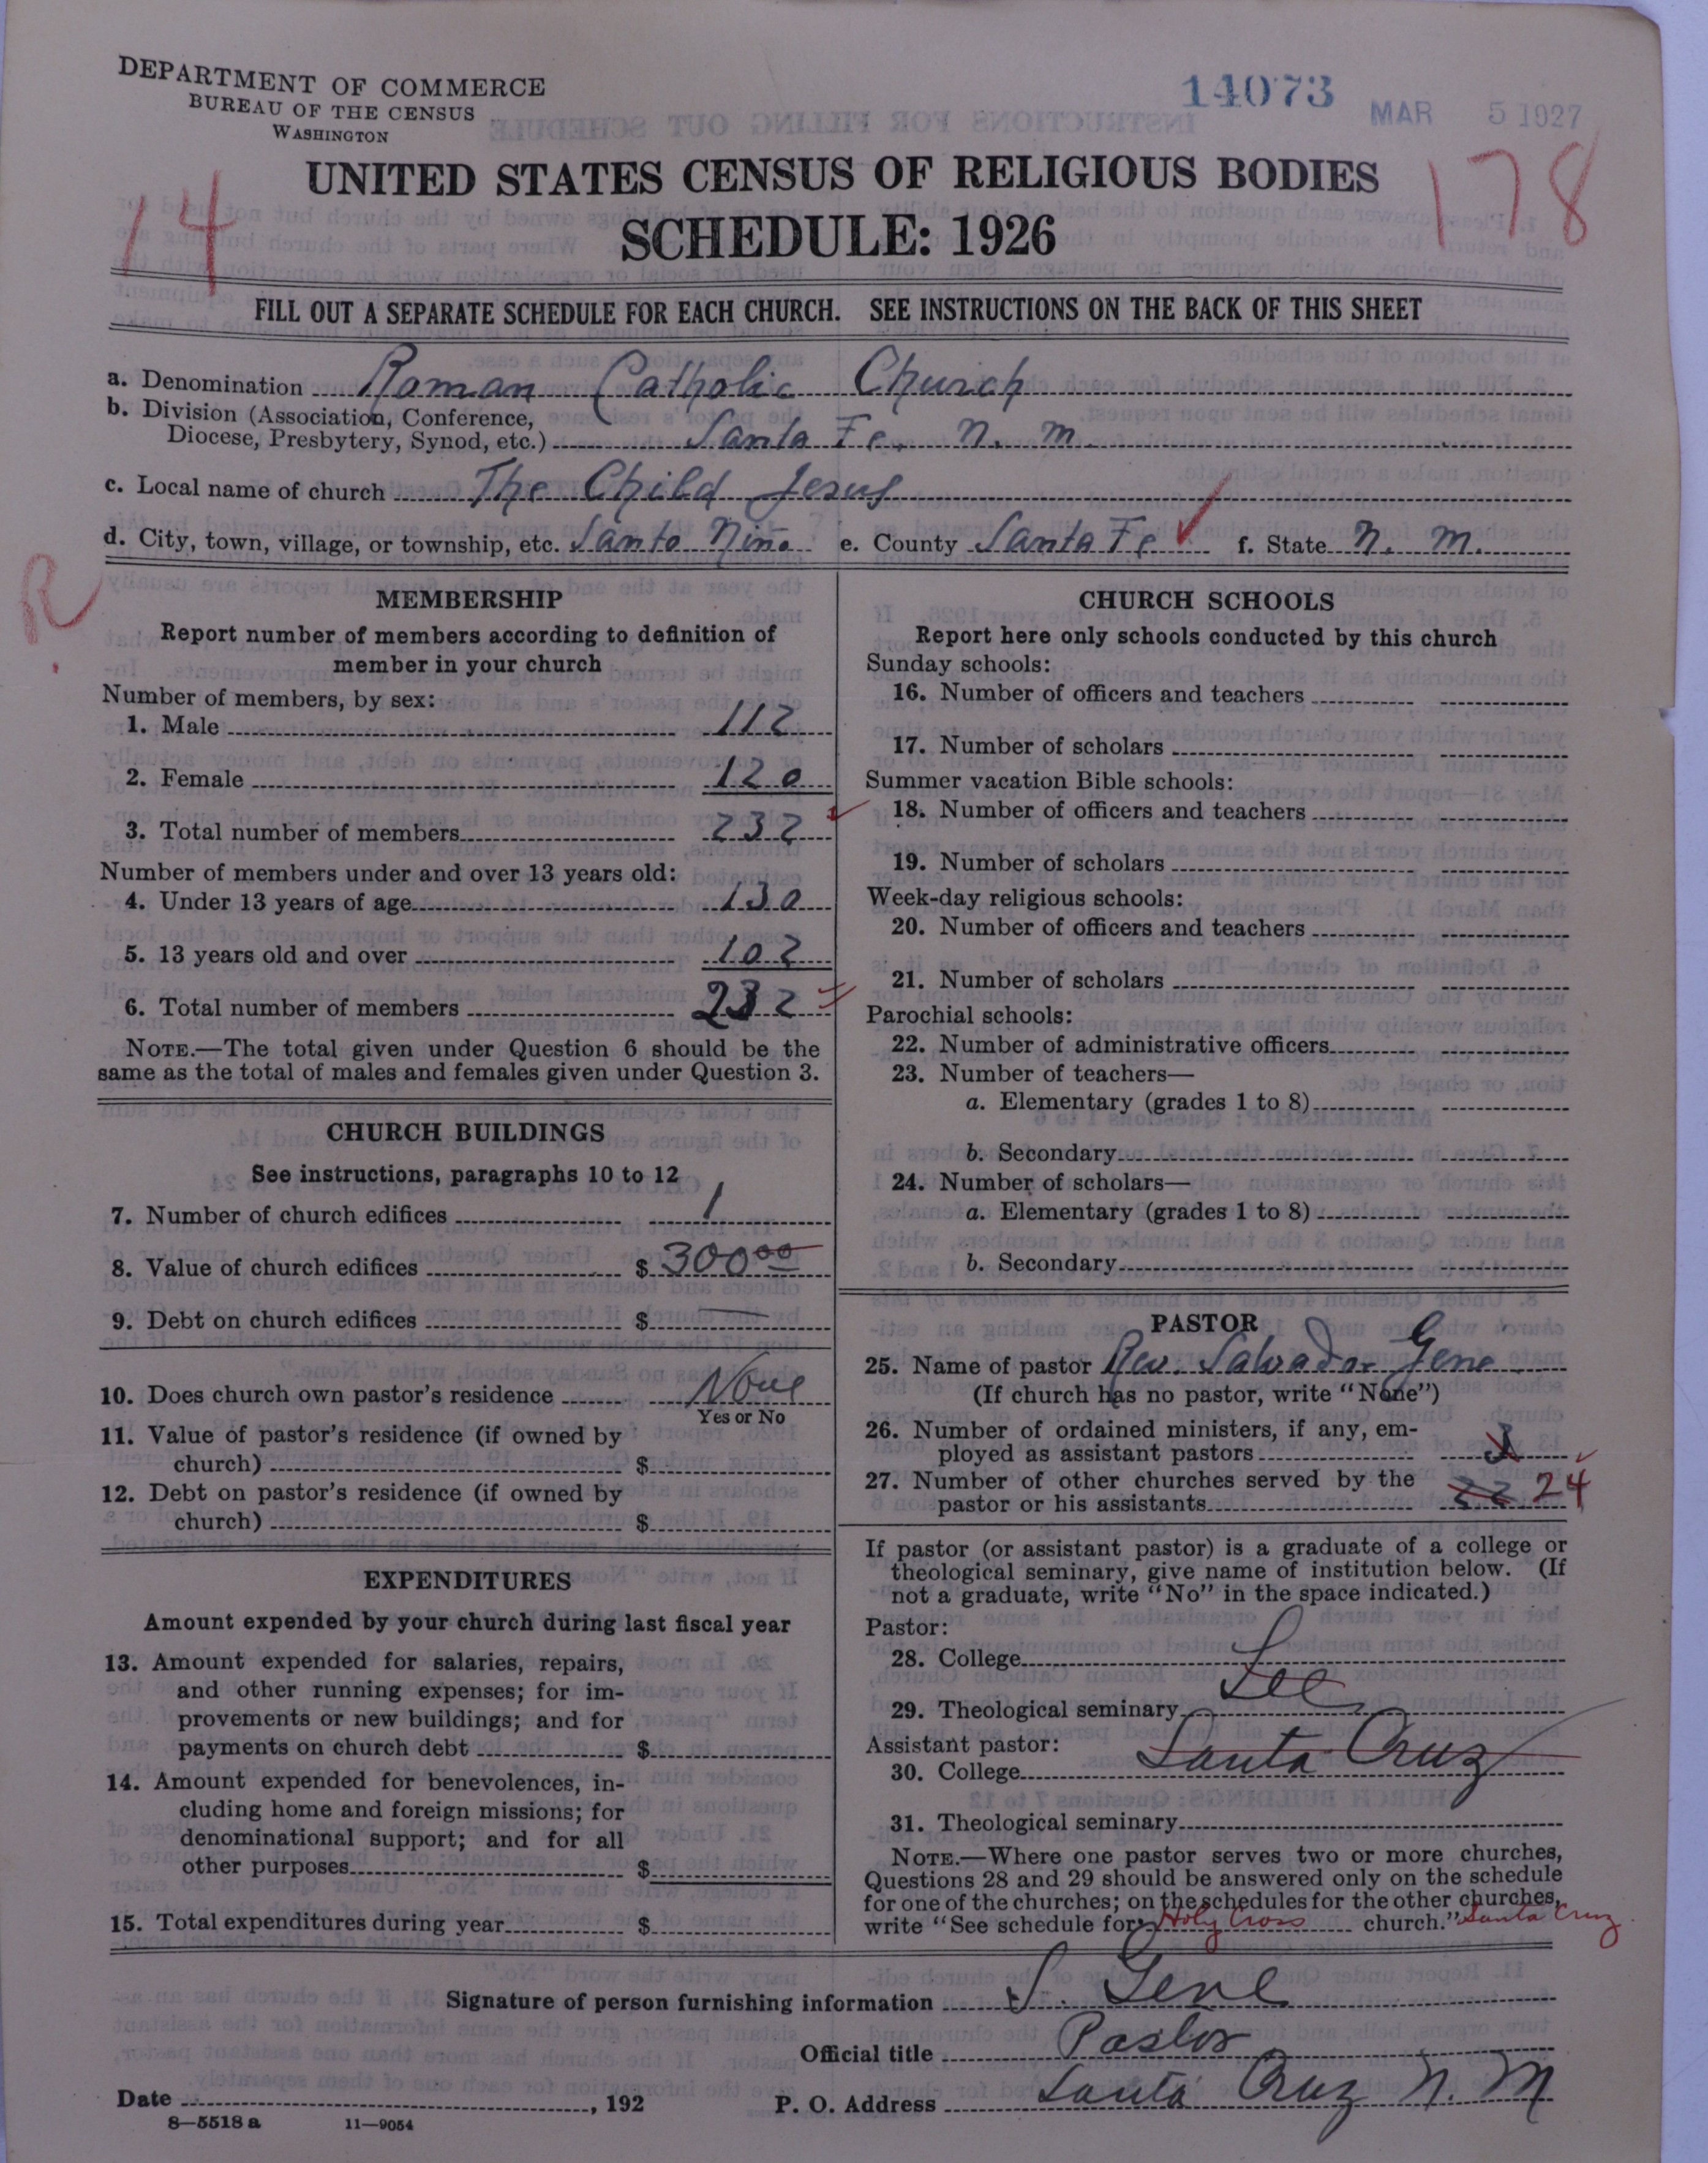 DEPARTMENT OF COMMERCE
BUREAU OF THE CENSUS
WASHINGTON
14073
MAR 5 1927
UNITED STATES CENSUS OF RELIGIOUS BODIES
SCHEDULE: 1926
14
178
FILL OUT A SEPARATE SCHEDULE FOR EACH CHURCH. SEE INSTRUCTIONS ON THE BACK OF THIS SHEET
a. Denomination Roman Catholic Church
b. Division (Association, Conference,
Diocese, Presbytery, Synod, etc.) Santa Fe, N. M.
c. Local name of church The Child Jesus
d. City, town, village, or township, etc. Santo Niño e. County Santa Fe f. State N. M.
R
MEMBERSHIP
Report number of members according to definition of
member in your church
Number of members, by sex:
1. Male 112
2. Female 120
3. Total number of members 232
Number of members under and over 13 years old:
4. Under 13 years of age 130
5. 13 years old and over 102
6. Total number of members 232
NOTE.—The total given under Question 6 should be the
same as the total of males and females given under Question 3.
CHURCH BUILDINGS
See instructions, paragraphs 10 to 12
7. Number of church edifices 1
8. Value of church edifices $ 300 00
9. Debt on church edifices $ —
10. Does church own pastor's residence None
Yes or No
11. Value of pastor's residence (if owned by
church) $
12. Debt on pastor's residence (if owned by
church) $
EXPENDITURES
Amount expended by your church during last fiscal year
13. Amount expended for salaries, repairs,
and other running expenses; for im-
provements or new buildings; and for
payments on church debt $
14. Amount expended for benevolences, in-
cluding home and foreign missions; for
denominational support; and for all
other purposes $
15. Total expenditures during year $
CHURCH SCHOOLS
Report here only schools conducted by this church
Sunday schools:
16. Number of officers and teachers
17. Number of scholars
Summer vacation Bible schools:
18. Number of officers and teachers
19. Number of scholars
Week-day religious schools:
20. Number of officers and teachers
21. Number of scholars
Parochial schools:
22. Number of administrative officers
23. Number of teachers—
a. Elementary (grades 1 to 8)
b. Secondary
24. Number of scholars—
a. Elementary (grades 1 to 8)
b. Secondary
PASTOR
25. Name of pastor Rev. Salvador Gene
(If church has no pastor, write "None")
26. Number of ordained ministers, if any, em-
ployed as assistant pastors
27. Number of other churches served by the
pastor or his assistants 22 24
If pastor (or assistant pastor) is a graduate of a college or
theological seminary, give name of institution below. (If
not a graduate, write "No" in the space indicated.)
Pastor:
28. College
29. Theological seminary See
Assistant pastor:
30. College Santa Cruz
31. Theological seminary
NOTE.—Where one pastor serves two or more churches,
Questions 28 and 29 should be answered only on the schedule
for one of the churches; on the schedules for the other churches,
write "See schedule for Holy Cross church." Santa Cruz
Signature of person furnishing information S. Gene
Official title Pastor
Date , 192 P. O. Address Santa Cruz N. M
8—5518 a 11—9054